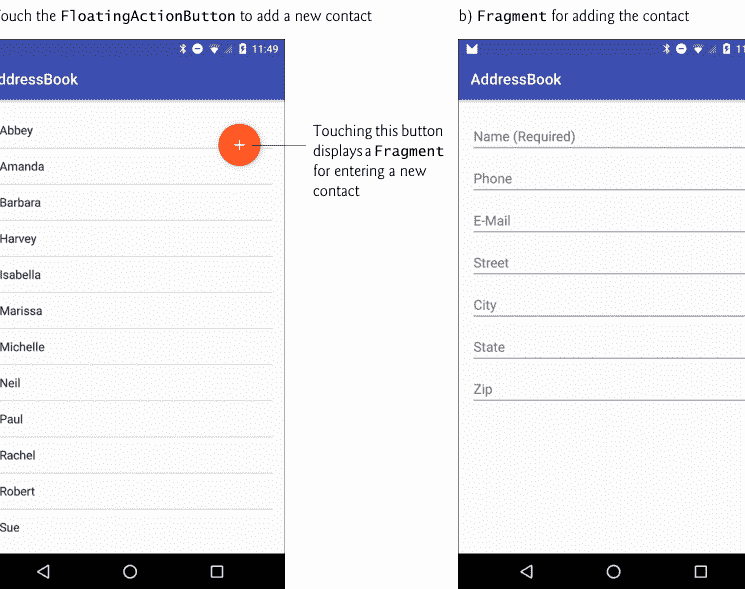 ouch the FloatingActionButton to add a new contact
11:49
ddressBook
Abbey
Amanda
Barbara
Harvey
Isabella
Marissa
Michelle
Neil
Paul
Rachel
Robert
Sue
Touching this button
displays a Fragment
for entering a new
contact
b) Fragment for adding the contact
11
AddressBook
Name (Required)
Phone
E-Mail
Street
City
State
Zip